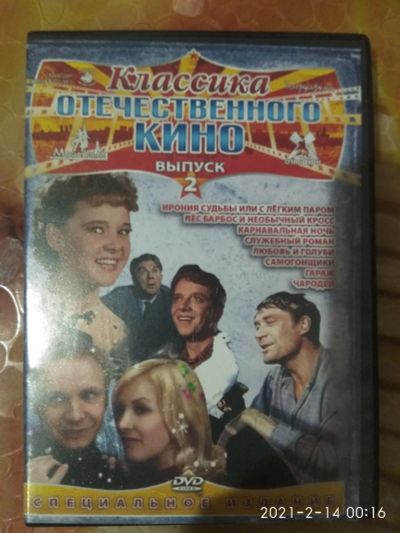 Классика
ОТЕЧЕСТВЕННОГО
КИНО
ВЫПУСК
2
ИРОНИЯ СУДЬБЫ ИЛИ С ЛЁГКИМ ПАРОМ
ПЁС БАРБОС И НЕОБЫЧНЫЙ КРОСС
КАРНАВАЛЬНАЯ НОЧЬ
СЛУЖЕБНЫЙ РОМАН
ЛЮБОВЬ И ГОЛУБИ
САМОГОНЩИКИ
ГАРАЖ
ЧАРОДЕИ
DVD
VIDEO
СПЕЦИАЛЬНОЕ ИЗДАНИЕ
2021-2-14 00:16